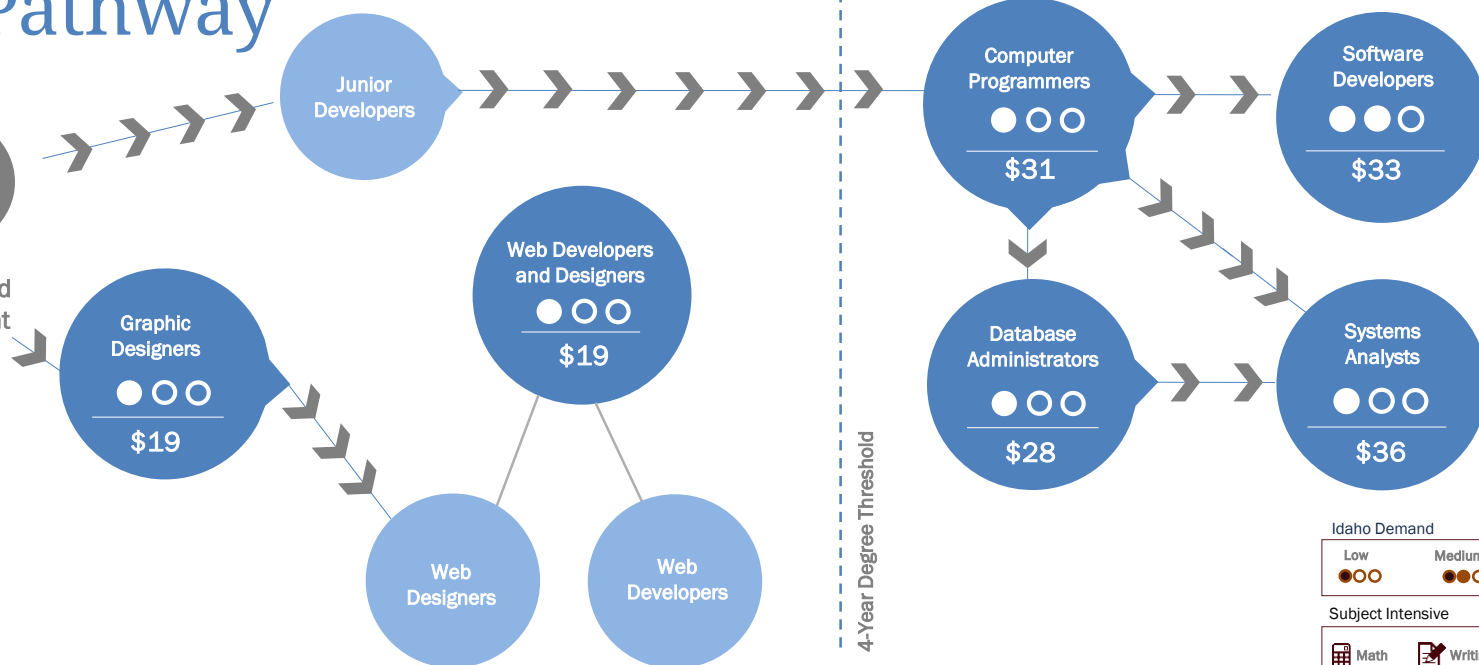 Pathway
Junior
Developers
Computer
Programmers
$31
Software
Developers
$33
Web Developers
and Designers
$19
Graphic
Designers
$19
Database
Administrators
$28
Systems
Analysts
$36
Web
Designers
Web
Developers
4-Year Degree Threshold
Idaho Demand
Low
Subject Intensive
Math